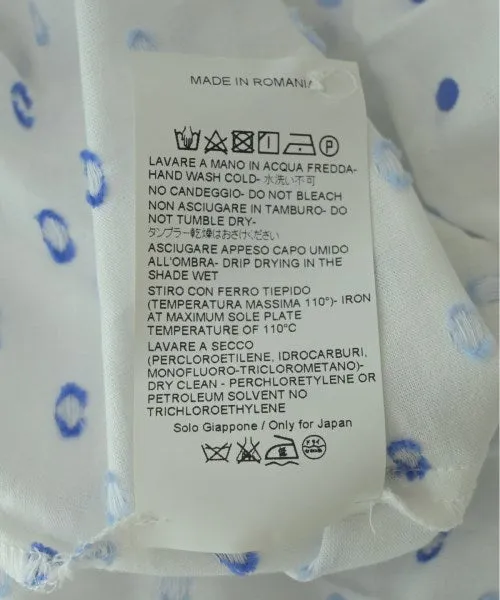 MADE IN ROMANIA
P
LAVARE A MANO IN ACQUA FREDDA-
HAND WASH COLD- 水洗い不可
NO CANDEGGIO- DO NOT BLEACH
NON ASCIUGARE IN TAMBURO- DO
NOT TUMBLE DRY-
タンブラー乾燥はおさけください
ASCIUGARE APPESO CAPO UMIDO
ALL'OMBRA- DRIP DRYING IN THE
SHADE WET
STIRO CON FERRO TIEPIDO
(TEMPERATURA MASSIMA 110°)- IRON
AT MAXIMUM SOLE PLATE
TEMPERATURE OF 110°C
LAVARE A SECCO
(PERCLOROETILENE, IDROCARBURI,
MONOFLUORO-TRICLOROMETANO)-
DRY CLEAN - PERCHLORETYLENE OR
PETROLEUM SOLVENT NO
TRICHLOROETHYLENE
Solo Giappone / Only for Japan
ドライ